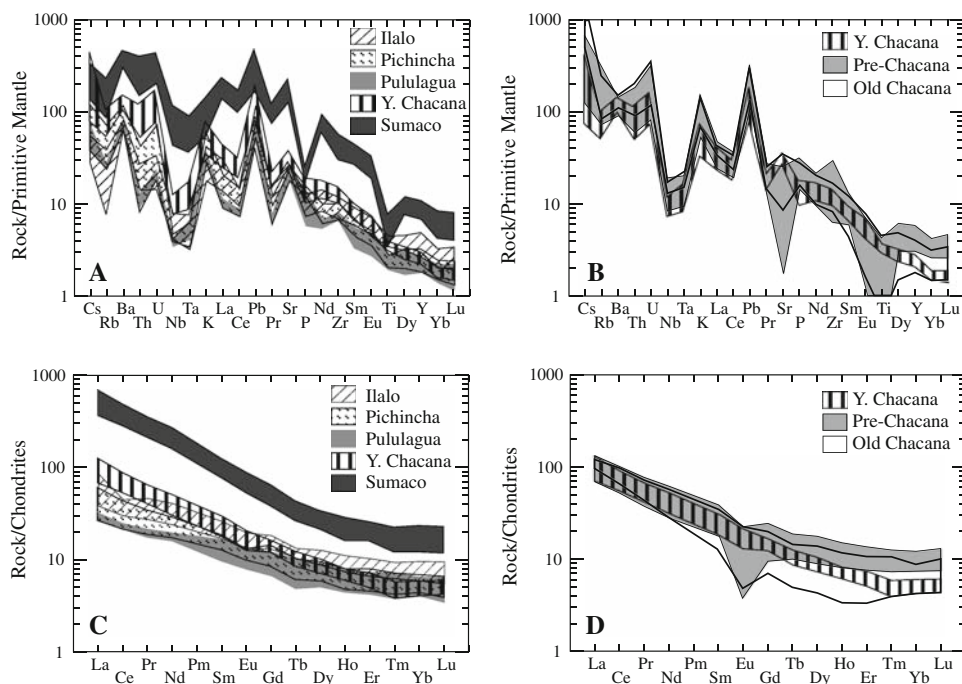 Rock/Primitive Mantle
1000
100
10
1
A
Ilalo
Pichincha
Pululagua
Y. Chacana
Sumaco
Cs Ba U Ta La Pb Sr Nd Sm Ti Y Lu
Rb Th Nb K Ce Pr P Zr Eu Dy Yb
Rock/Primitive Mantle
1000
100
10
1
B
Y. Chacana
Pre-Chacana
Old Chacana
Cs Ba U Ta La Pb Sr Nd Sm Ti Y Lu
Rb Th Nb K Ce Pr P Zr Eu Dy Yb
Rock/Chondrites
1000
100
10
1
C
Ilalo
Pichincha
Pululagua
Y. Chacana
Sumaco
La Pr Pm Eu Tb Ho Tm Lu
Ce Nd Sm Gd Dy Er Yb
Rock/Chondrites
1000
100
10
1
D
Y. Chacana
Pre-Chacana
Old Chacana
La Pr Pm Eu Tb Ho Tm Lu
Ce Nd Sm Gd Dy Er Yb